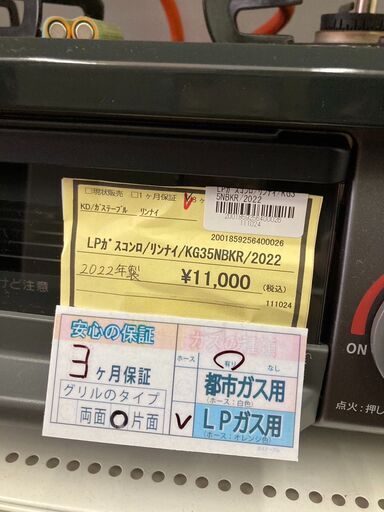 □現状販売 □1ヶ月保証
KD/ガステーブル リンナイ
LPガスコンロ/リンナイ/KG3
5NBKR/2022
2001859256400026
111024
2001859256400026
LPガスコンロ/リンナイ/KG35NBKR/2022
2022年製
¥11,000
(税込)
111024
安心の保証
3ヶ月保証
グリルのタイプ
両面 片面
ガスの種類
ホース: 有り なし
都市ガス用
(ホース:白色)
LPガス用
(ホース:オレンジ色)
けど注意
ON
点火:押し